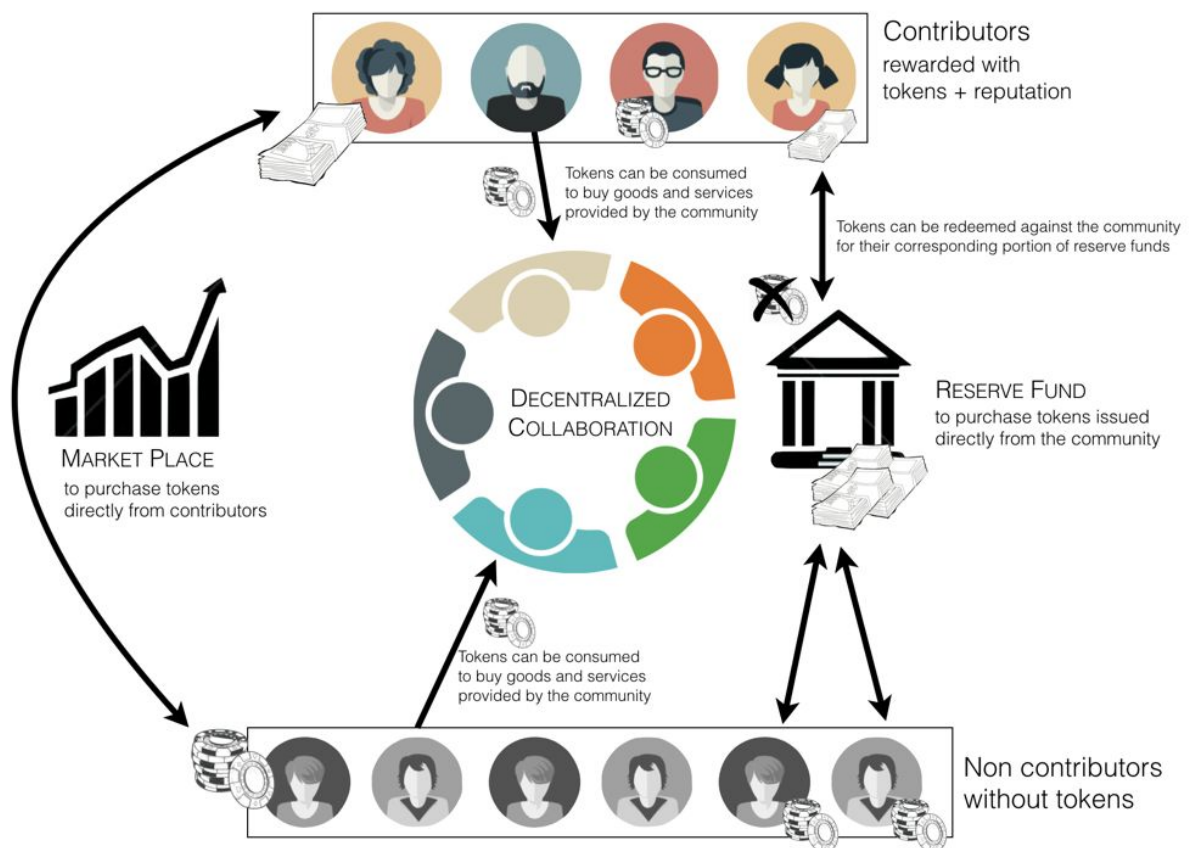 Contributors
rewarded with
tokens + reputation
Tokens can be consumed
to buy goods and services
provided by the community
Tokens can be redeemed against the community
for their corresponding portion of reserve funds
DECENTRALIZED
COLLABORATION
MARKET PLACE
to purchase tokens
directly from contributors
RESERVE FUND
to purchase tokens issued
directly from the community
Tokens can be consumed
to buy goods and services
provided by the community
Non contributors
without tokens